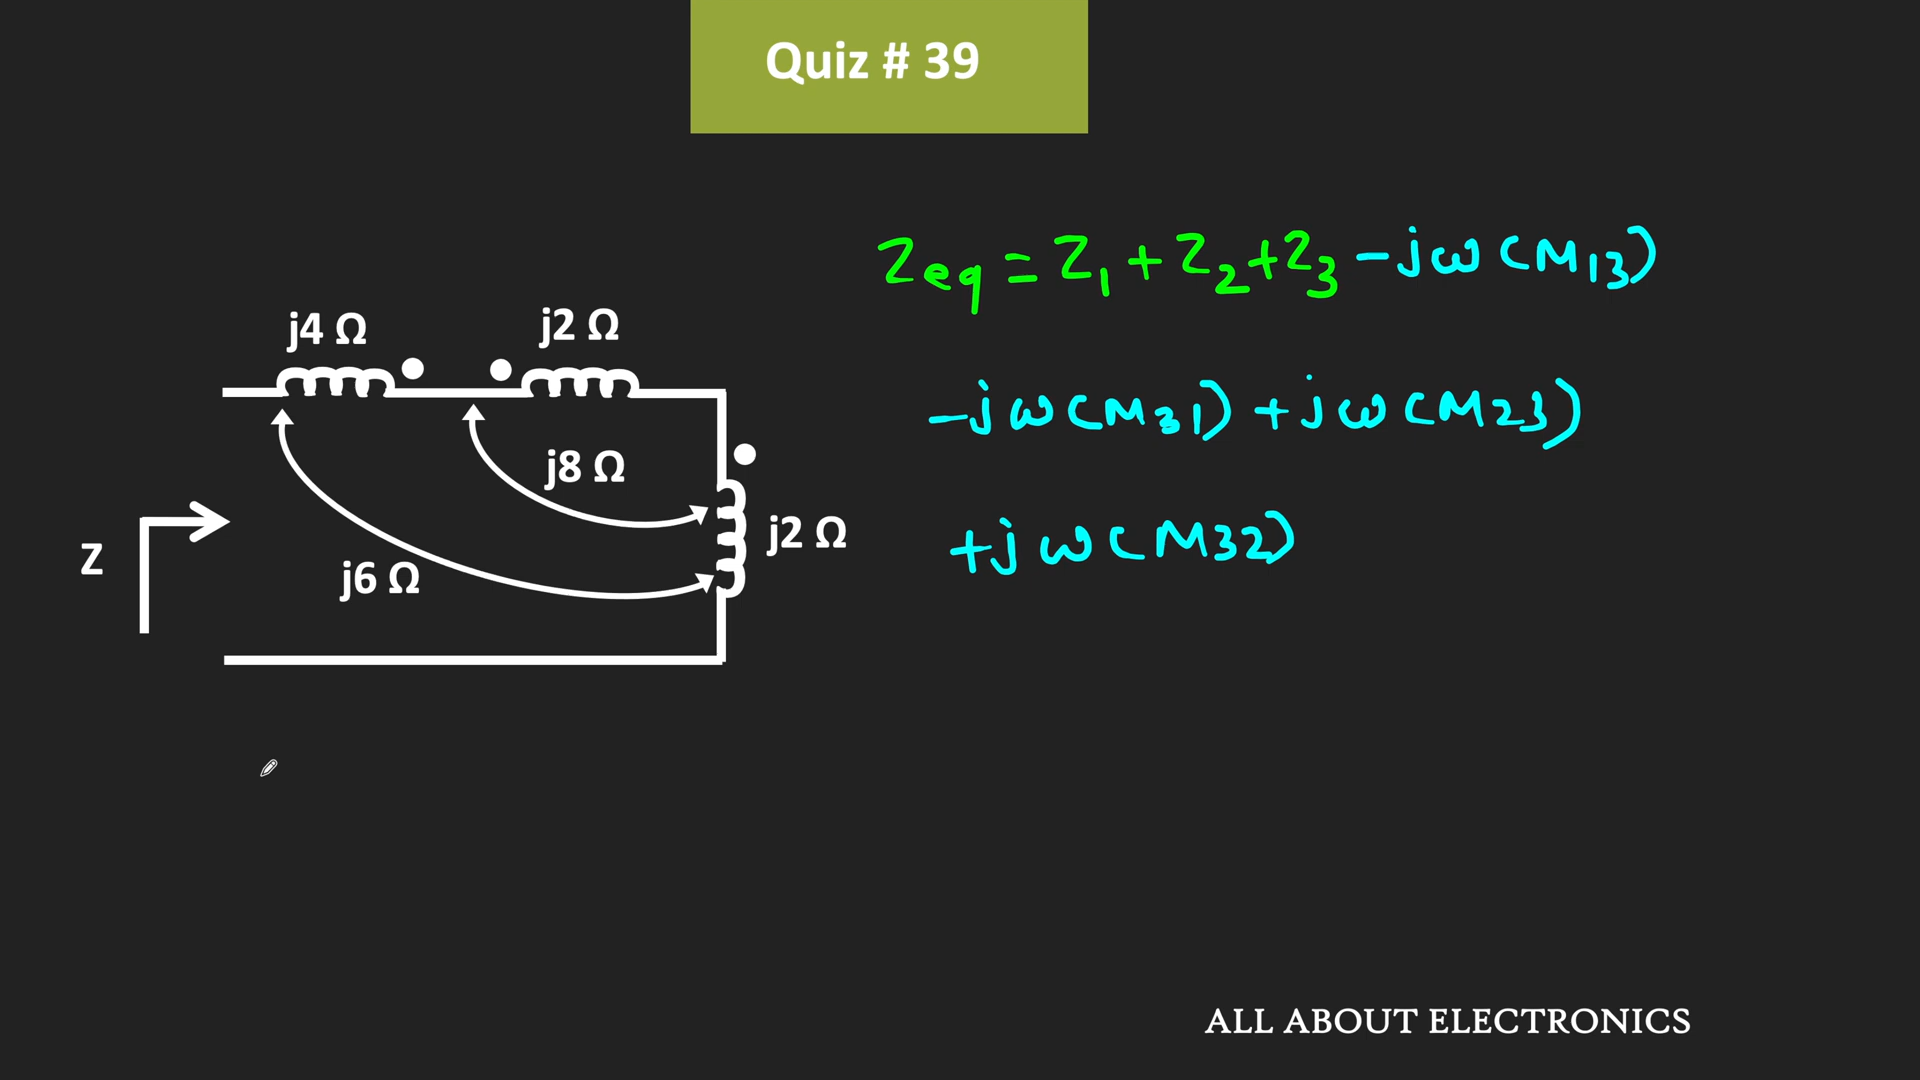 Quiz # 39
Zeq = Z₁ + Z₂ + Z₃ - jω(M₁₃)
- jω(M₃₁) + jω(M₂₃)
+ jω(M₃₂)
j4 Ω
j2 Ω
j8 Ω
j2 Ω
Z
j6 Ω
ALL ABOUT ELECTRONICS